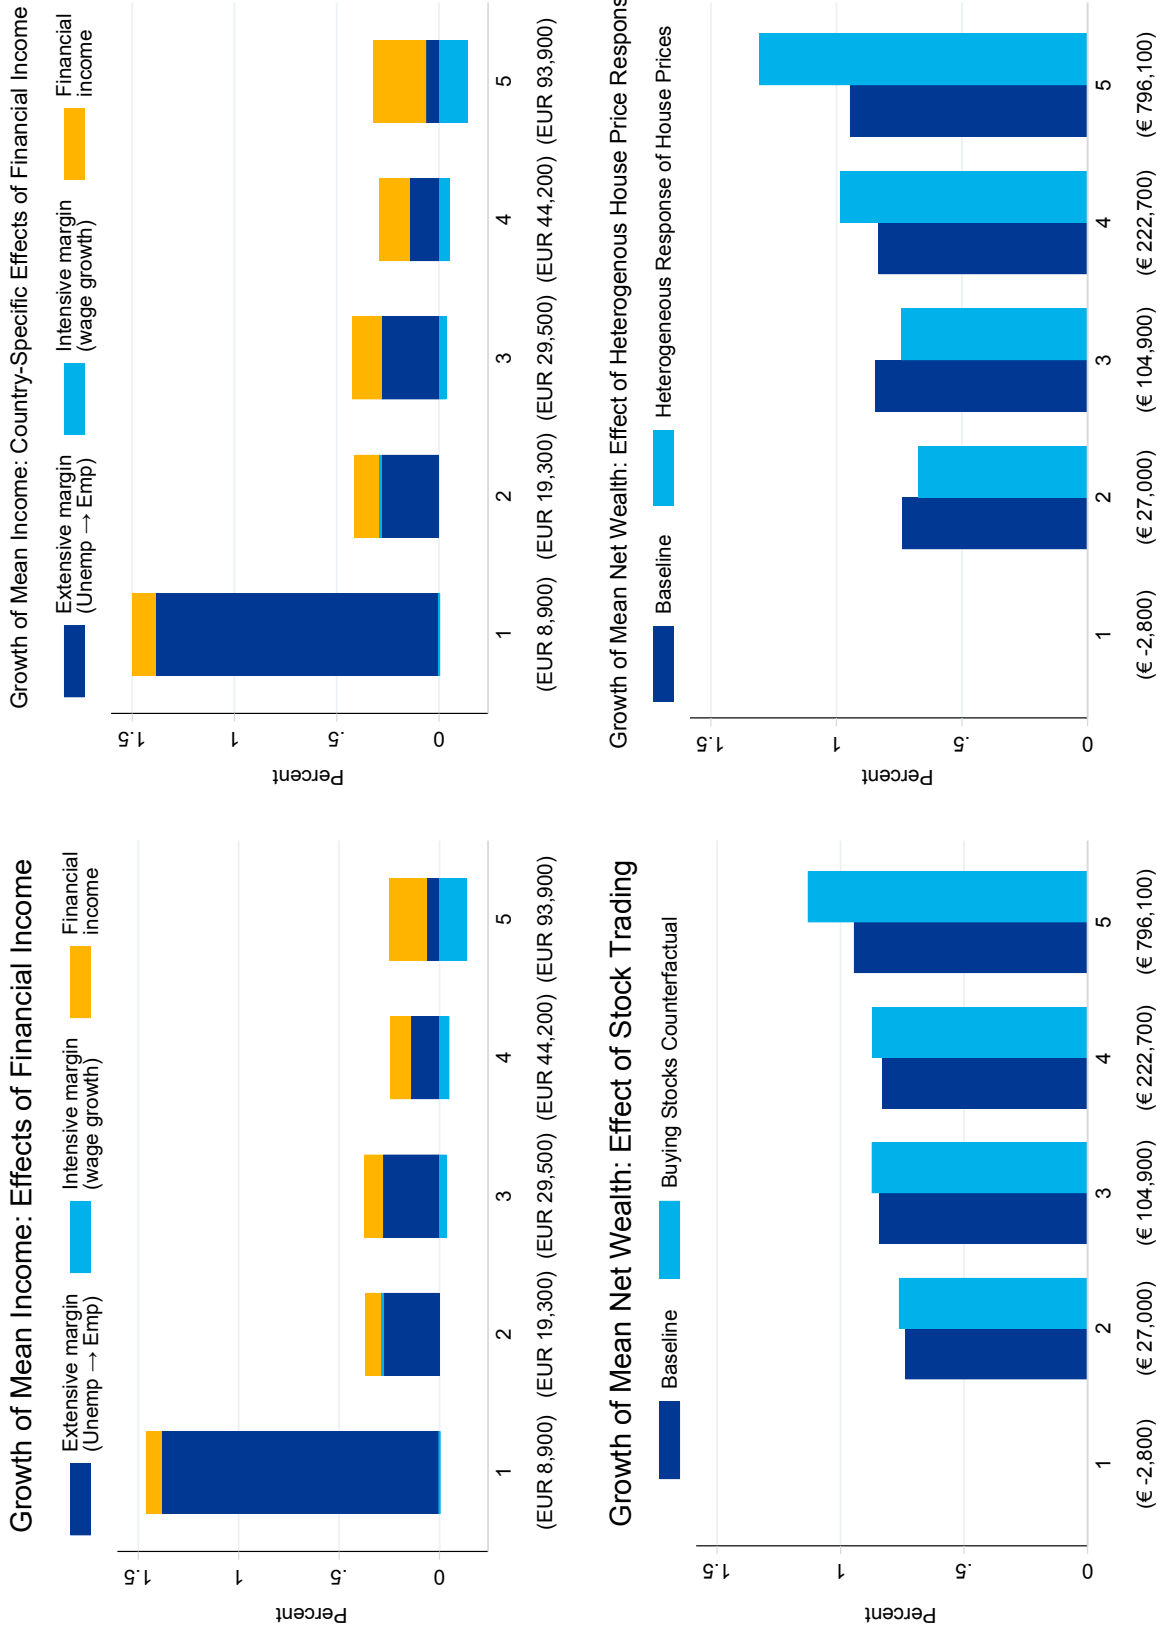 Growth of Mean Income: Effects of Financial Income
Extensive margin
(Unemp → Emp)
Intensive margin
(wage growth)
Financial
income
Percent
1.5
1
.5
0
1
2
3
4
5
(EUR 8,900) (EUR 19,300) (EUR 29,500) (EUR 44,200) (EUR 93,900)
Growth of Mean Income: Country-Specific Effects of Financial Income
Extensive margin
(Unemp → Emp)
Intensive margin
(wage growth)
Financial
income
Percent
1.5
1
.5
0
1
2
3
4
5
(EUR 8,900) (EUR 19,300) (EUR 29,500) (EUR 44,200) (EUR 93,900)
Growth of Mean Net Wealth: Effect of Stock Trading
Baseline
Buying Stocks Counterfactual
Percent
1.5
1
.5
0
1
2
3
4
5
(€ -2,800) (€ 27,000) (€ 104,900) (€ 222,700) (€ 796,100)
Growth of Mean Net Wealth: Effect of Heterogenous House Price Respons
Baseline
Heterogeneous Response of House Prices
Percent
1.5
1
.5
0
1
2
3
4
5
(€ -2,800) (€ 27,000) (€ 104,900) (€ 222,700) (€ 796,100)